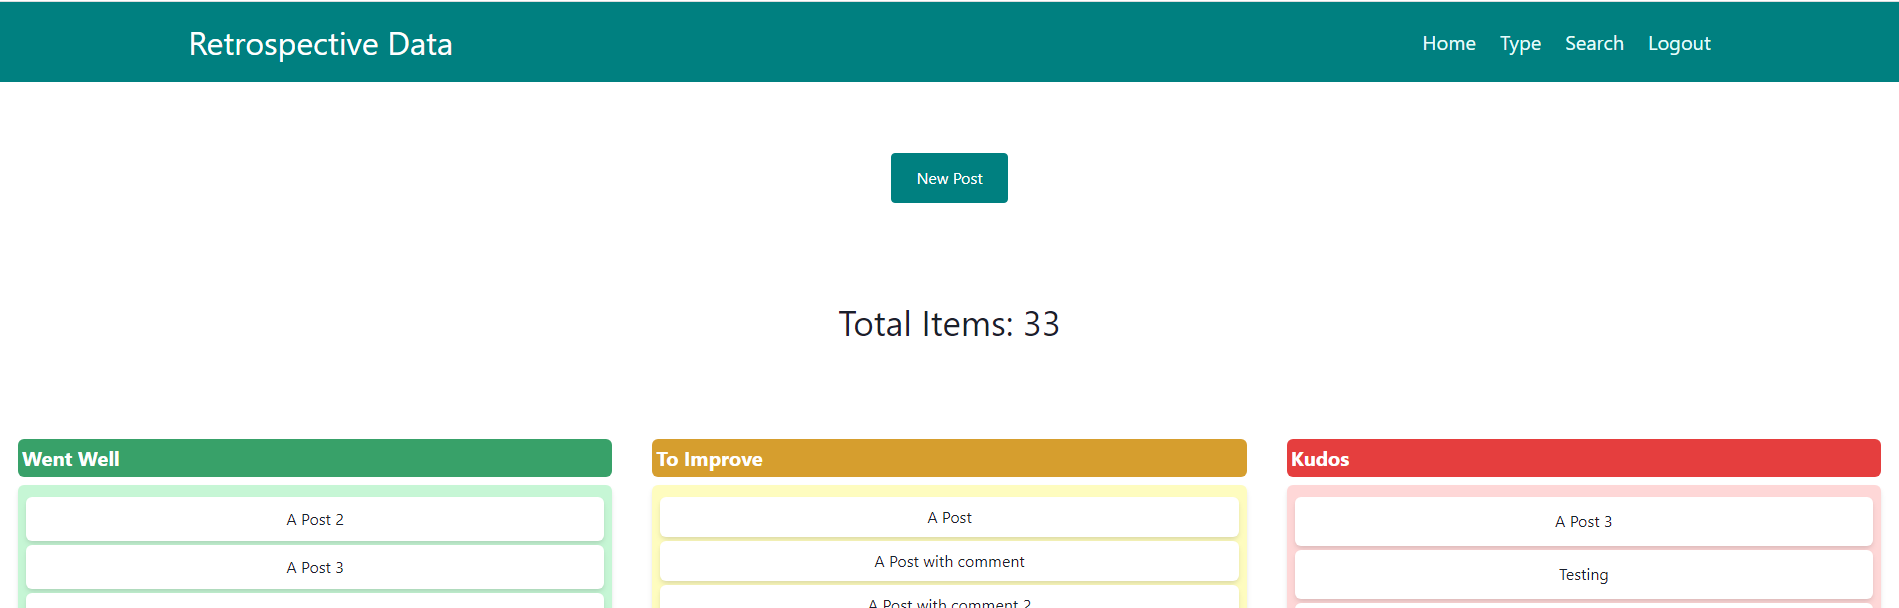 Retrospective Data
Home Type Search Logout
New Post
Total Items: 33
Went Well
A Post 2
A Post 3
To Improve
A Post
A Post with comment
A Post with comment 2
Kudos
A Post 3
Testing